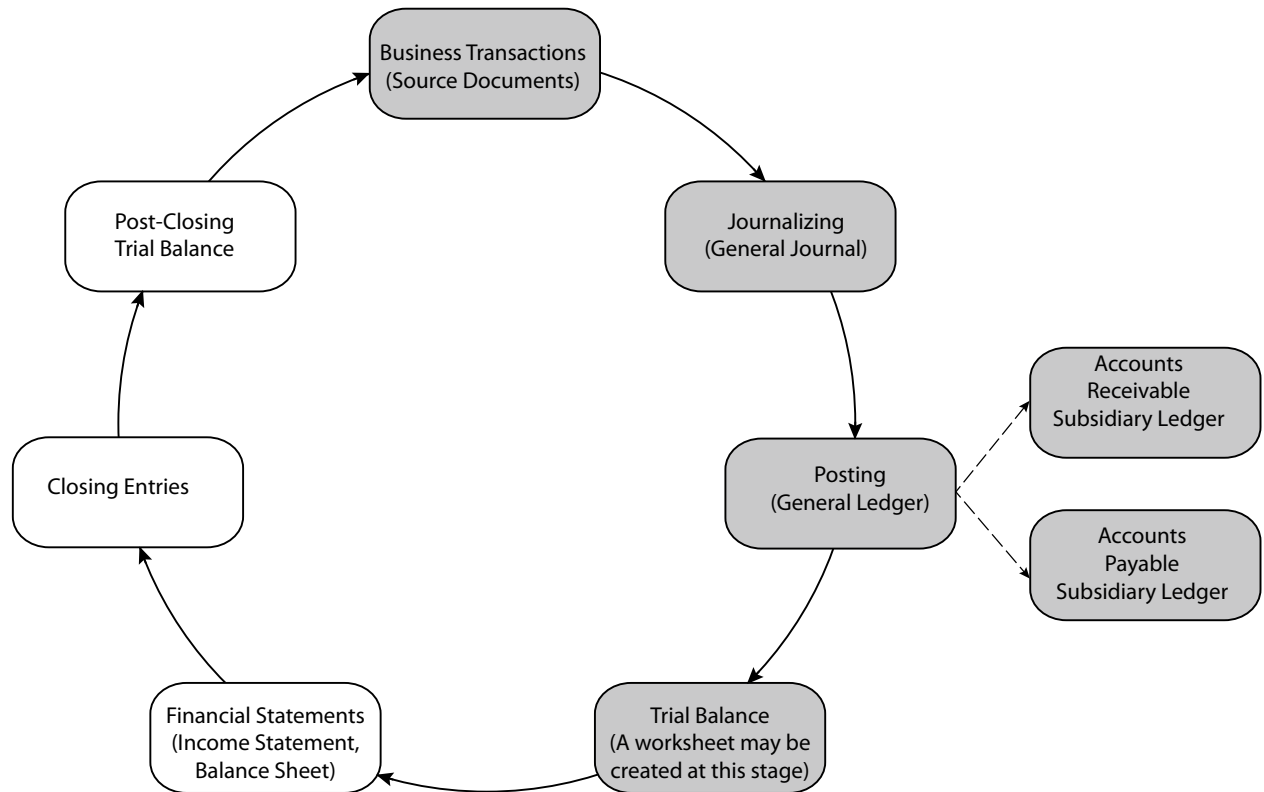 Business Transactions
(Source Documents)
Journalizing
(General Journal)
Posting
(General Ledger)
Accounts
Receivable
Subsidiary Ledger
Accounts
Payable
Subsidiary Ledger
Trial Balance
(A worksheet may be
created at this stage)
Financial Statements
(Income Statement,
Balance Sheet)
Closing Entries
Post-Closing
Trial Balance